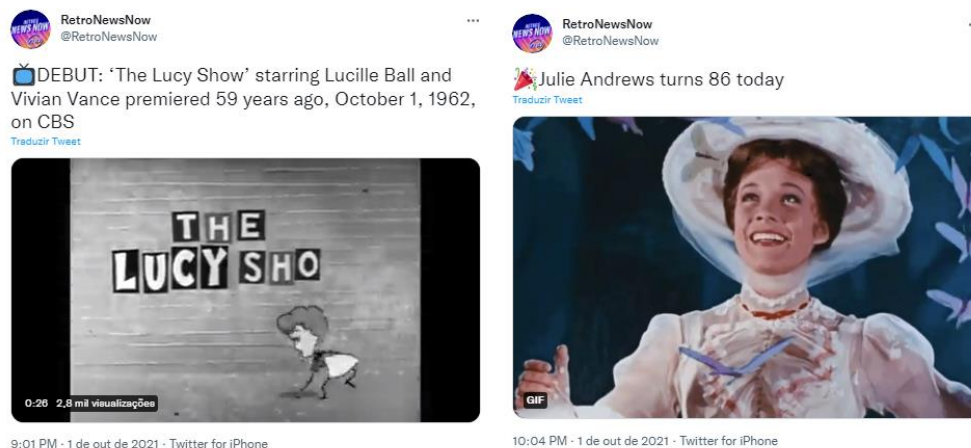 RetroNewsNow
@RetroNewsNow
DEBUT: ‘The Lucy Show’ starring Lucille Ball and
Vivian Vance premiered 59 years ago, October 1, 1962,
on CBS
Traduzir Tweet
THE
LUCY SHO
0:26 2,8 mil visualizações
9:01 PM · 1 de out de 2021 · Twitter for iPhone
RetroNewsNow
@RetroNewsNow
Julie Andrews turns 86 today
Traduzir Tweet
GIF
10:04 PM · 1 de out de 2021 · Twitter for iPhone